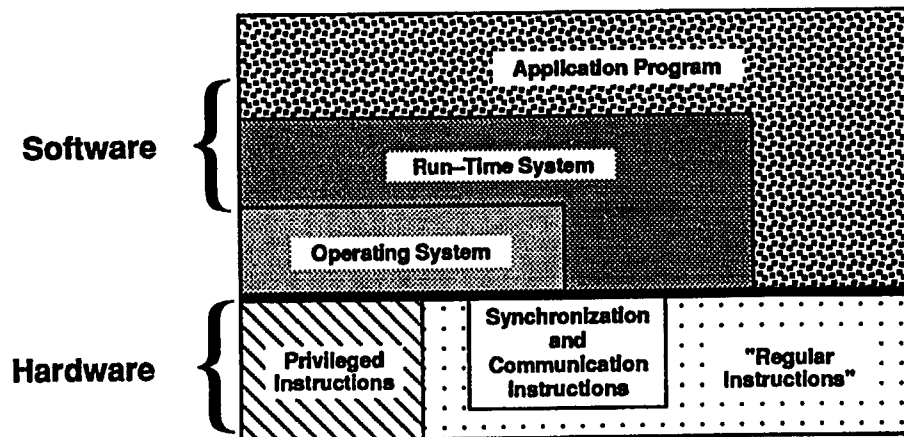 Application Program
Software
Run–Time System
Operating System
Hardware
Privileged
Instructions
Synchronization
and
Communication
Instructions
"Regular
Instructions"